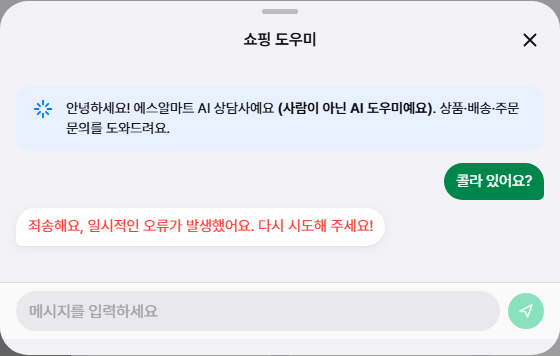 쇼핑 도우미
안녕하세요! 에스알마트 AI 상담사예요 (사람이 아닌 AI 도우미예요). 상품·배송·주문
문의를 도와드려요.
콜라 있어요?
죄송해요, 일시적인 오류가 발생했어요. 다시 시도해 주세요!
메시지를 입력하세요